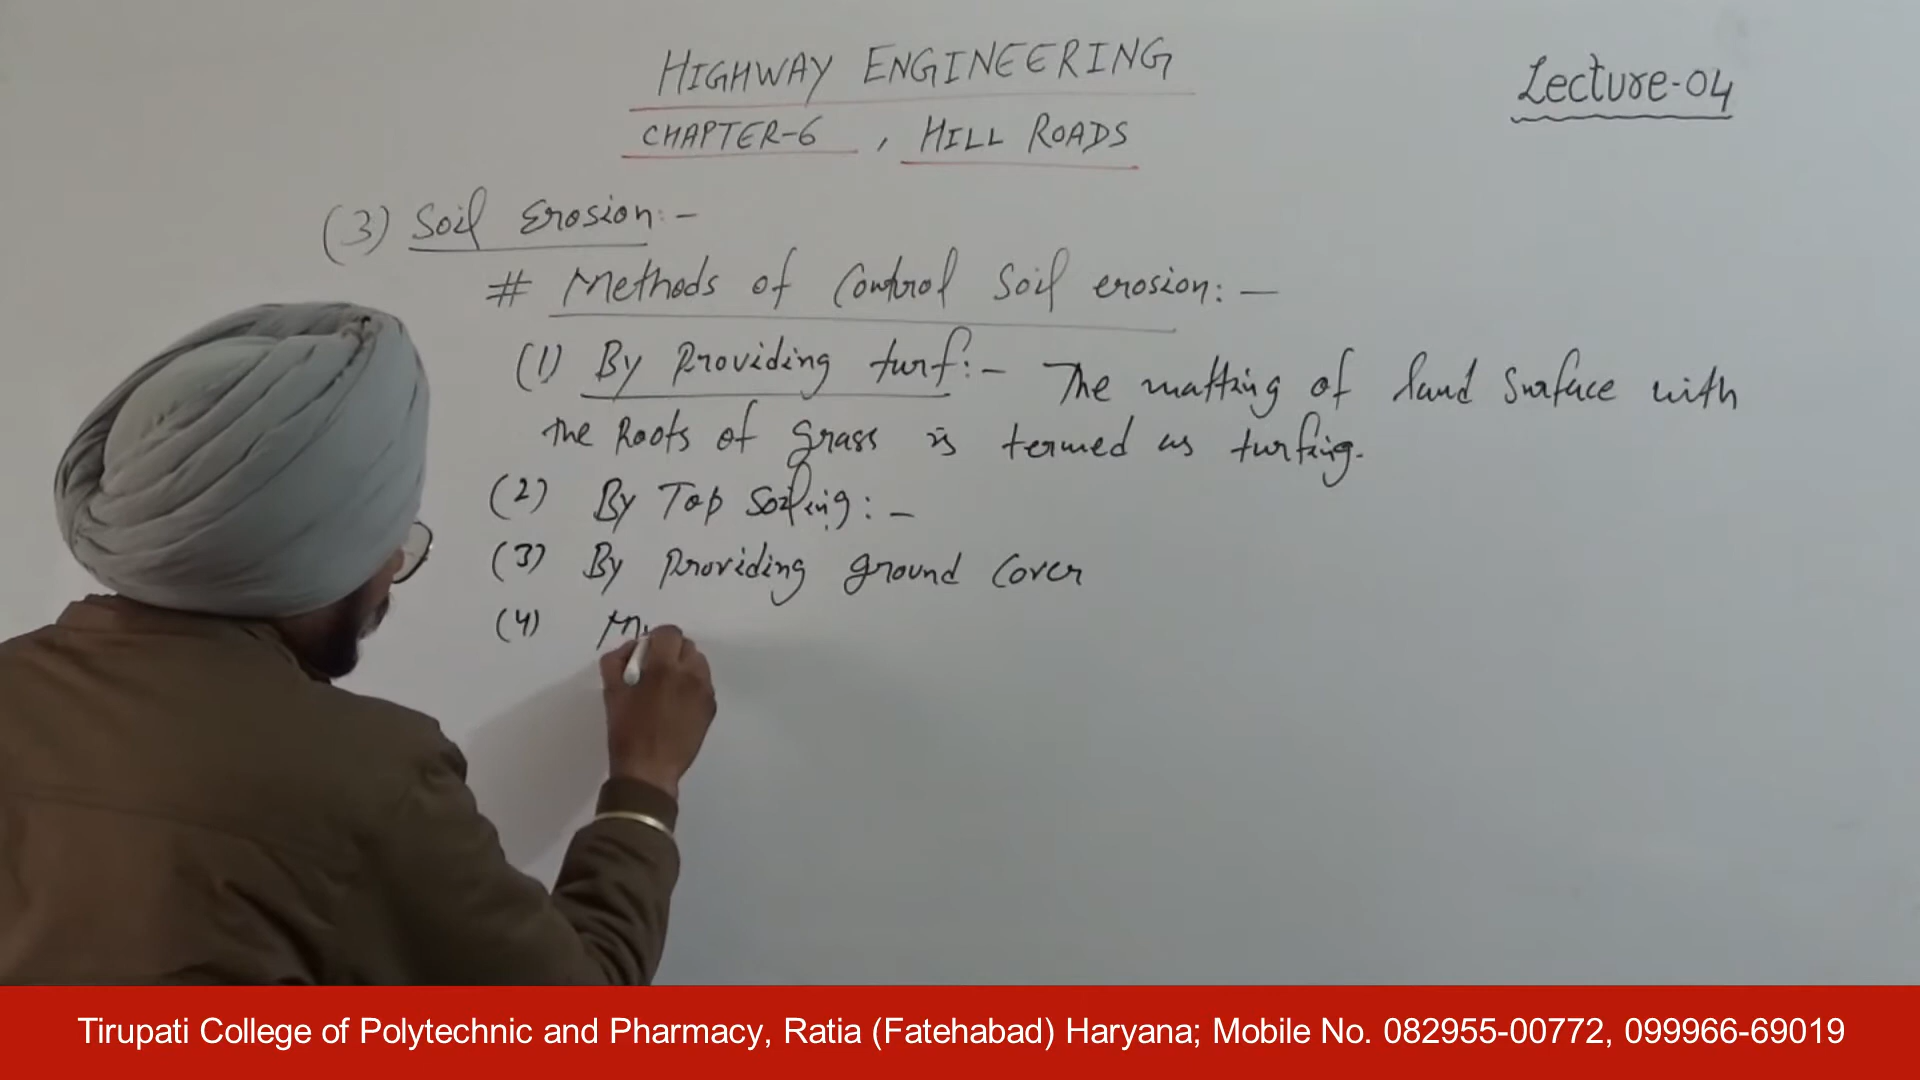 HIGHWAY ENGINEERING
Lecture-04
CHAPTER-6 , HILL ROADS
(3) Soil Erosion:-
# Methods of Control Soil erosion:-
(1) By Providing turf:- The matting of land Surface with
the Roots of grass is termed as turfing.
(2) By Top Soiling:-
(3) By Providing ground Cover
(4)
Tirupati College of Polytechnic and Pharmacy, Ratia (Fatehabad) Haryana; Mobile No. 082955-00772, 099966-69019